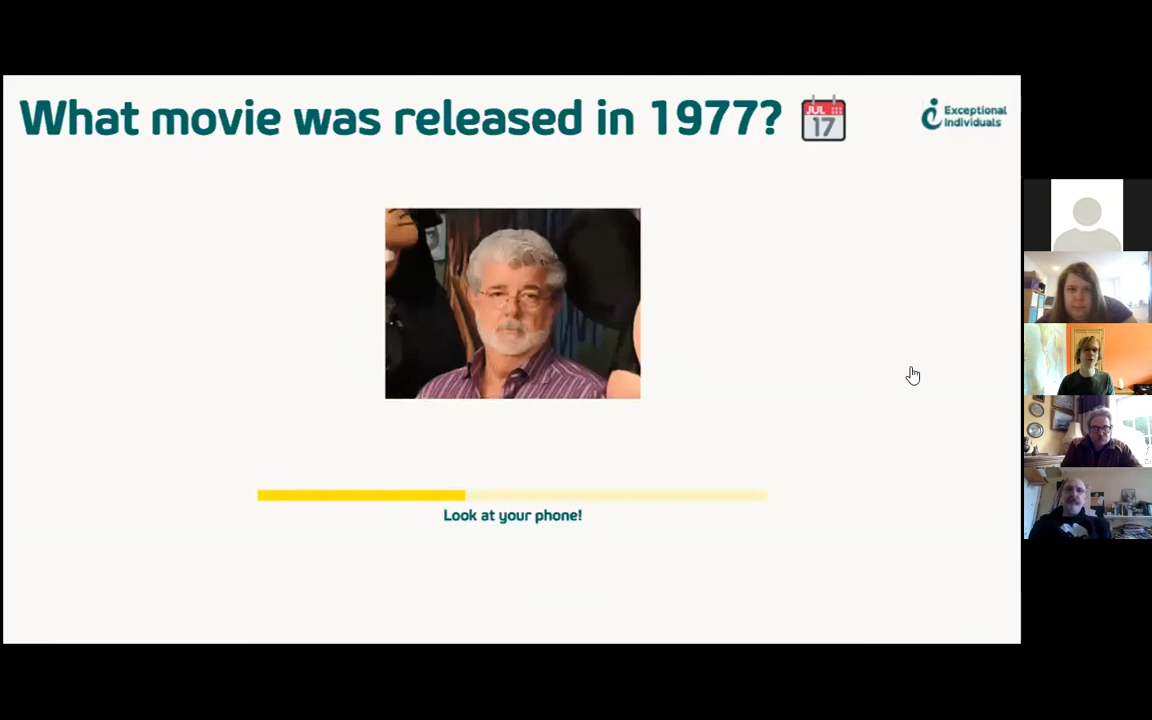 What movie was released in 1977?
JUL
17
Exceptional
Individuals
Look at your phone!